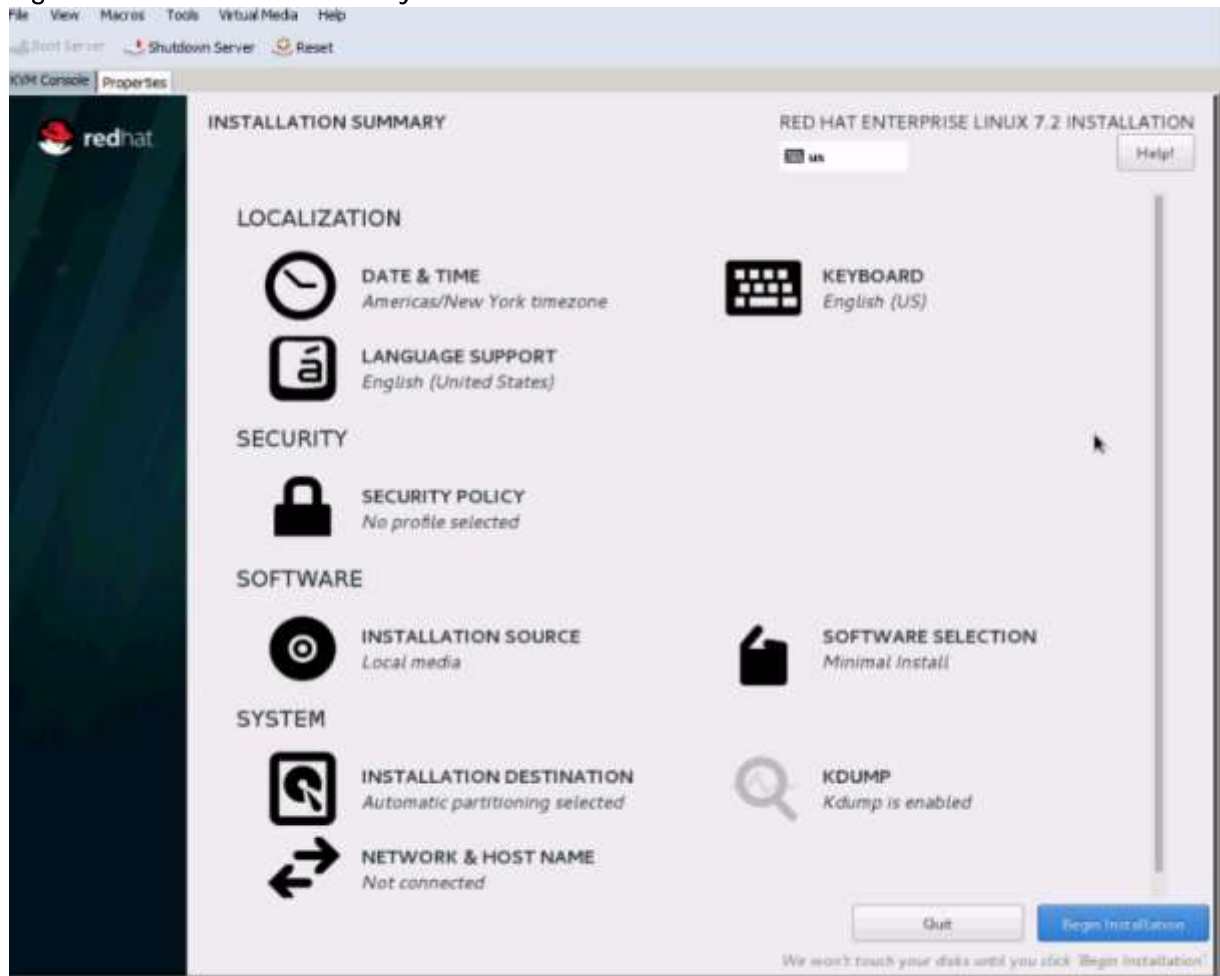 File View Macros Tools Virtual Media Help
Boot Server Shutdown Server Reset
KVM Console Properties
redhat.
INSTALLATION SUMMARY
RED HAT ENTERPRISE LINUX 7.2 INSTALLATION
us
Help!
LOCALIZATION
DATE & TIME
Americas/New York timezone
KEYBOARD
English (US)
LANGUAGE SUPPORT
English (United States)
SECURITY
SECURITY POLICY
No profile selected
SOFTWARE
INSTALLATION SOURCE
Local media
SOFTWARE SELECTION
Minimal Install
SYSTEM
INSTALLATION DESTINATION
Automatic partitioning selected
KDUMP
Kdump is enabled
NETWORK & HOST NAME
Not connected
Quit
Begin Installation
We won't touch your disks until you click 'Begin Installation'